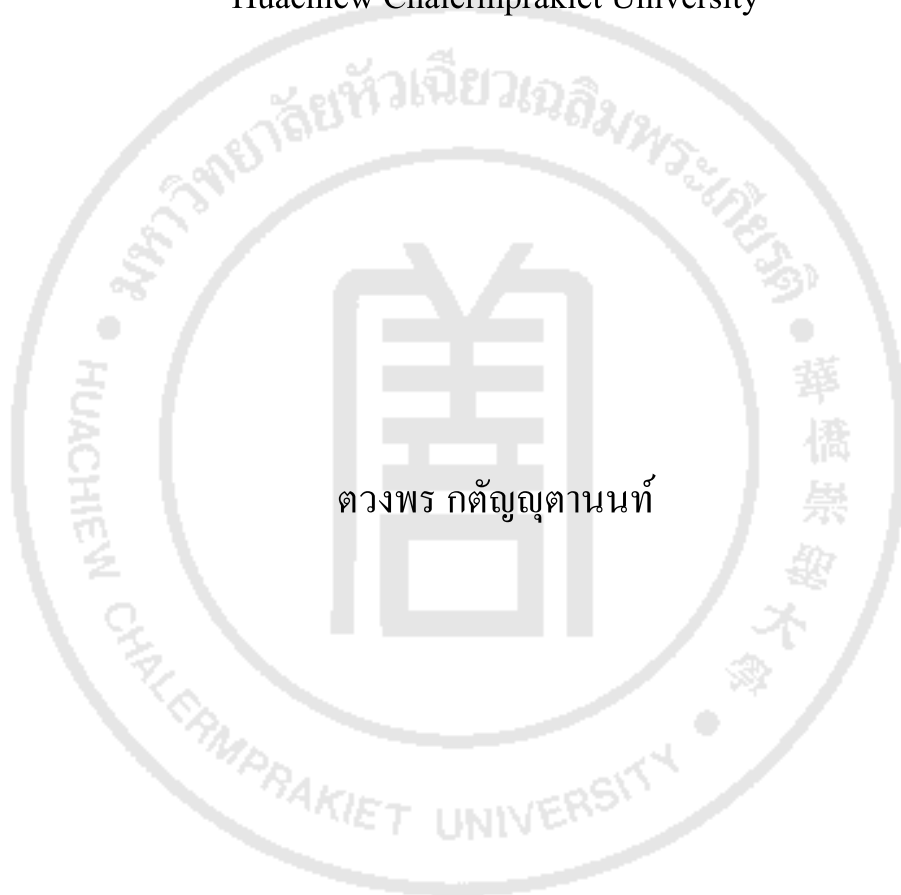 Huachiew Chalermprakiet University
มหาวิทยาลัยหัวเฉียวเฉลิมพระเกียรติ
華僑崇聖大學
ตวงพร กตัญญุตานนท์
HUACHIEW CHALERMPRAKIET UNIVERSITY